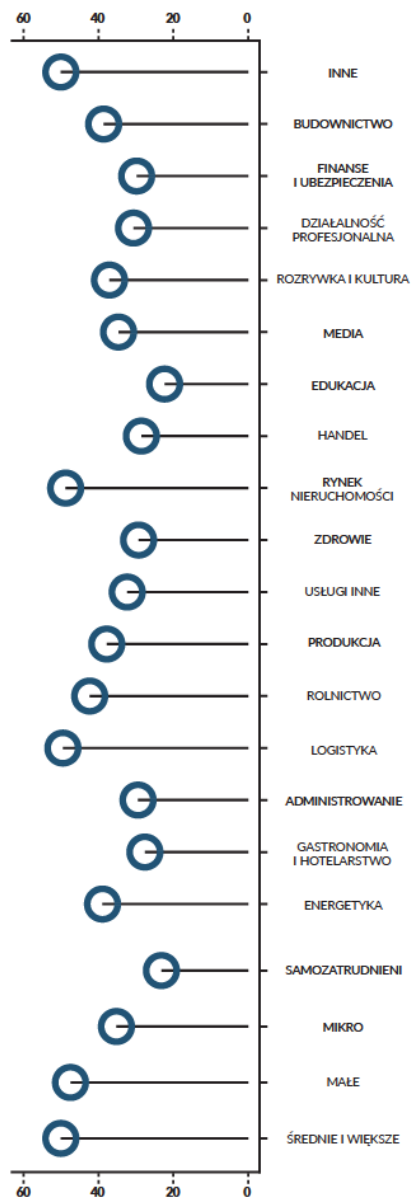 60 40 20 0
INNE
BUDOWNICTWO
FINANSE
I UBEZPIECZENIA
DZIAŁALNOŚĆ
PROFESJONALNA
ROZRYWKA I KULTURA
MEDIA
EDUKACJA
HANDEL
RYNEK
NIERUCHOMOŚCI
ZDROWIE
USŁUGI INNE
PRODUKCJA
ROLNICTWO
LOGISTYKA
ADMINISTROWANIE
GASTRONOMIA
I HOTELARSTWO
ENERGETYKA
SAMOZATRUDNIENI
MIKRO
MAŁE
ŚREDNIE I WIĘKSZE
60 40 20 0